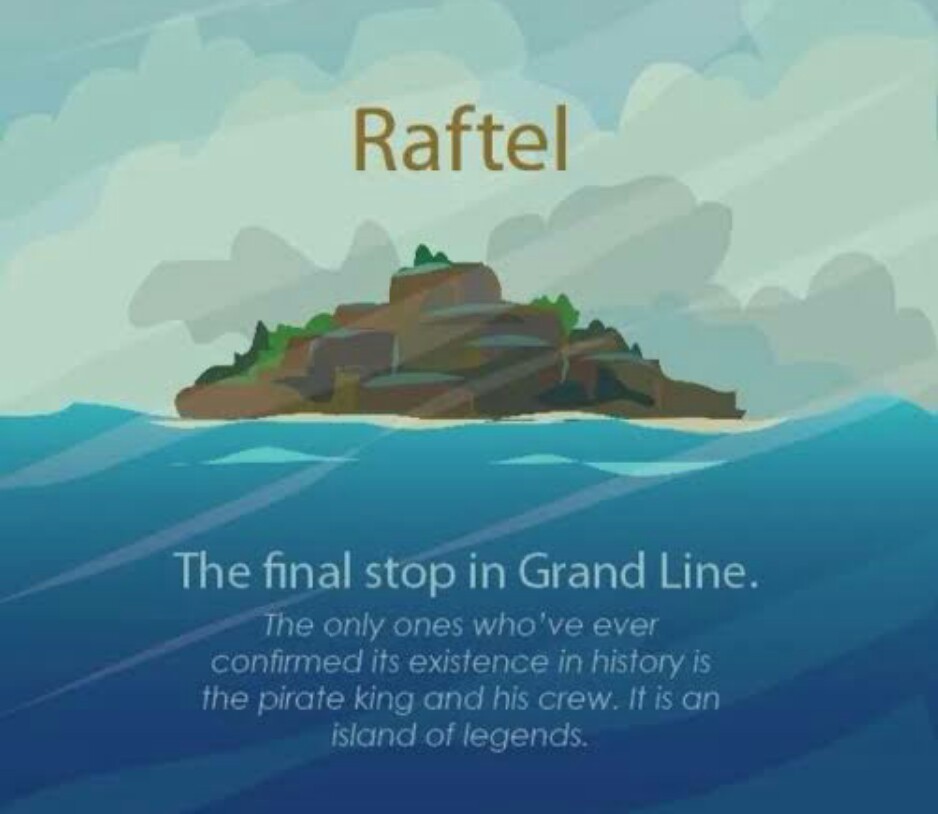 Raftel
The final stop in Grand Line.
The only ones who've ever
confirmed its existence in history is
the pirate king and his crew. It is an
island of legends.